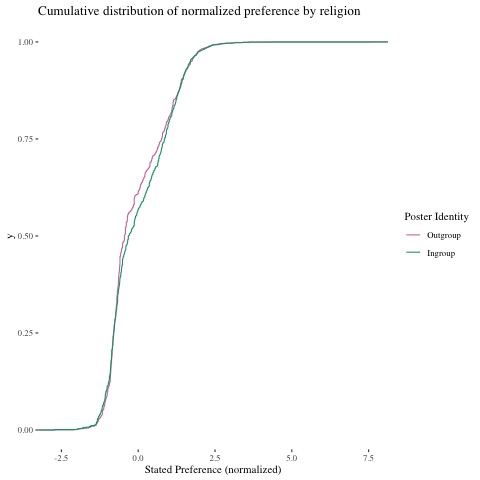 Cumulative distribution of normalized preference by religion
1.00
0.75
0.50
0.25
0.00
y
-2.5 0.0 2.5 5.0 7.5
Stated Preference (normalized)
Poster Identity
Outgroup
Ingroup